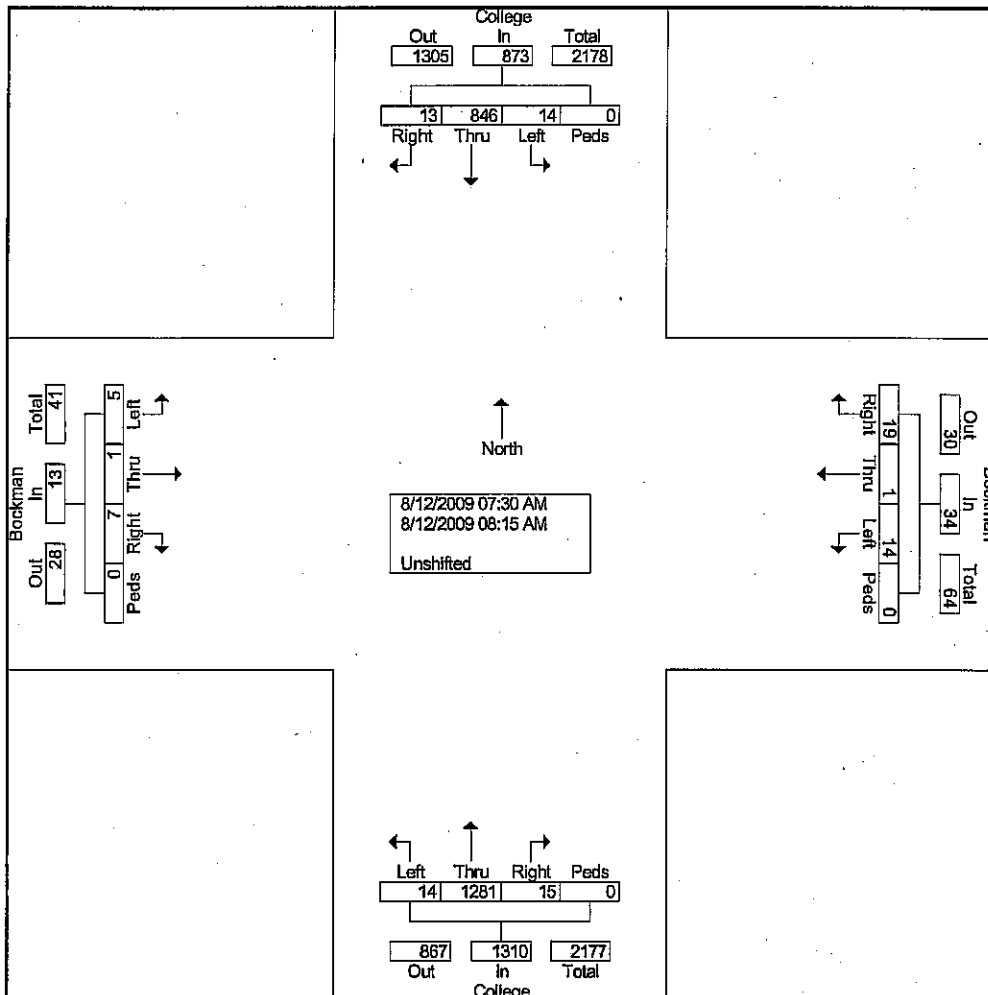 College
Out In Total
1305 873 2178
13 846 14 0
Right Thru Left Peds
Bockman
Total In Out
41 13 28
5 1 7 0
Left Thru Right Peds
North
8/12/2009 07:30 AM
8/12/2009 08:15 AM
Unshifted
Right Thru Left Peds
19 1 14 0
Out In Total
30 34 64
Bockman
Left Thru Right Peds
14 1281 15 0
867 1310 2177
Out In Total
College